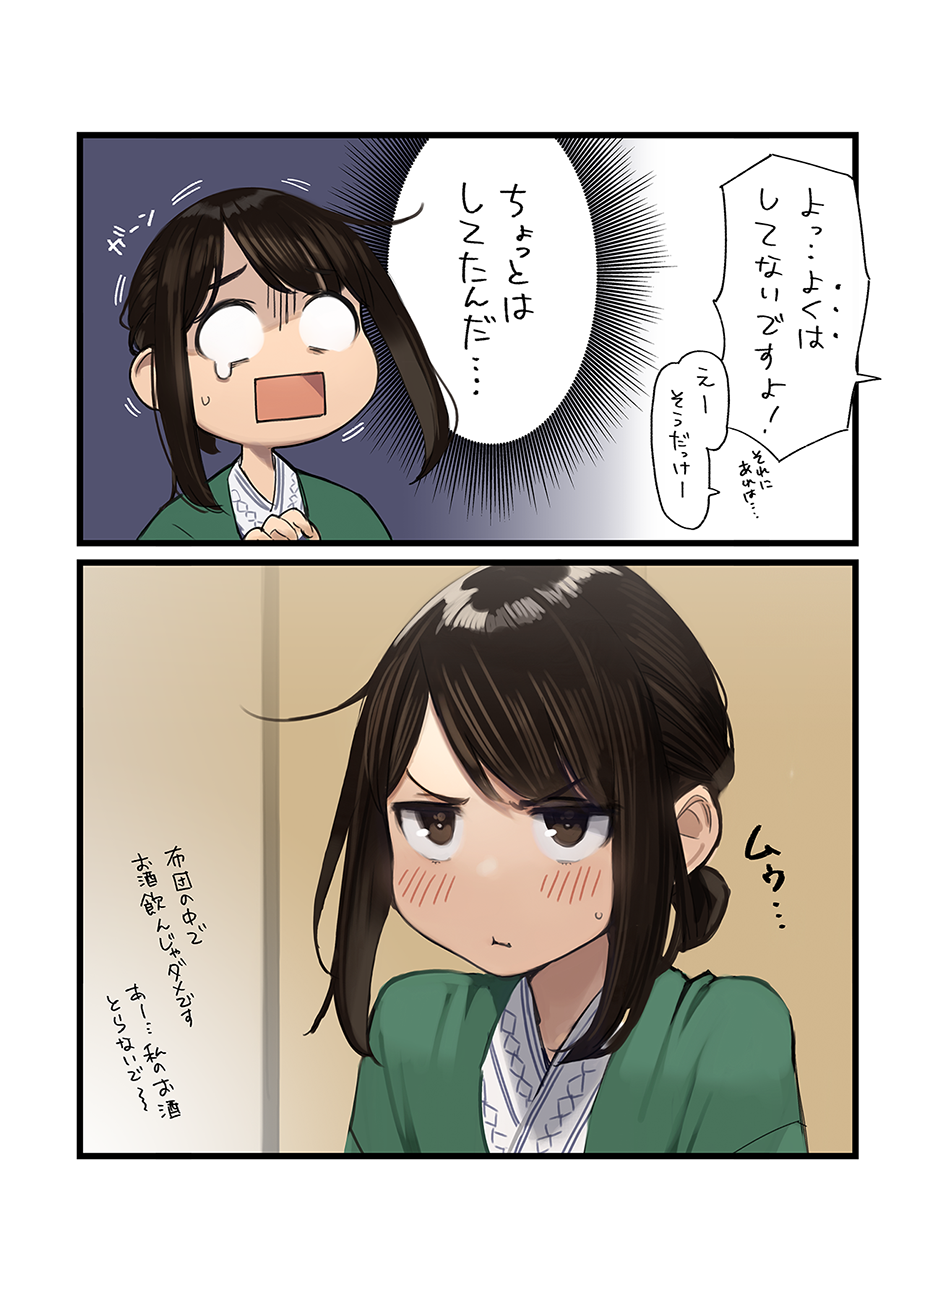 よっ…よくは
してないですよ！
それに
あれは…
えー
そうだっけー
ちょっとは
してたんだ…
ガーン
ムゥ…
布団の中で
お酒飲んじゃダメです
あー…私のお酒
とらないで〜〜